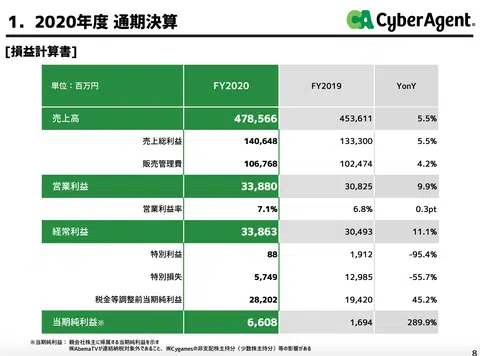 1. 2020年度 通期決算
CyberAgent®
[損益計算書]
単位：百万円 FY2020 FY2019 YonY
売上高 478,566 453,611 5.5%
売上総利益 140,648 133,300 5.5%
販売管理費 106,768 102,474 4.2%
営業利益 33,880 30,825 9.9%
営業利益率 7.1% 6.8% 0.3pt
経常利益 33,863 30,493 11.1%
特別利益 88 1,912 -95.4%
特別損失 5,749 12,985 -55.7%
税金等調整前当期純利益 28,202 19,420 45.2%
当期純利益※ 6,608 1,694 289.9%
※当期純利益：親会社株主に帰属する当期純利益を示す
㈱AbemaTVが連結納税対象外であること、㈱Cygamesの非支配株主持分（少数株主持分）等の影響がある
8